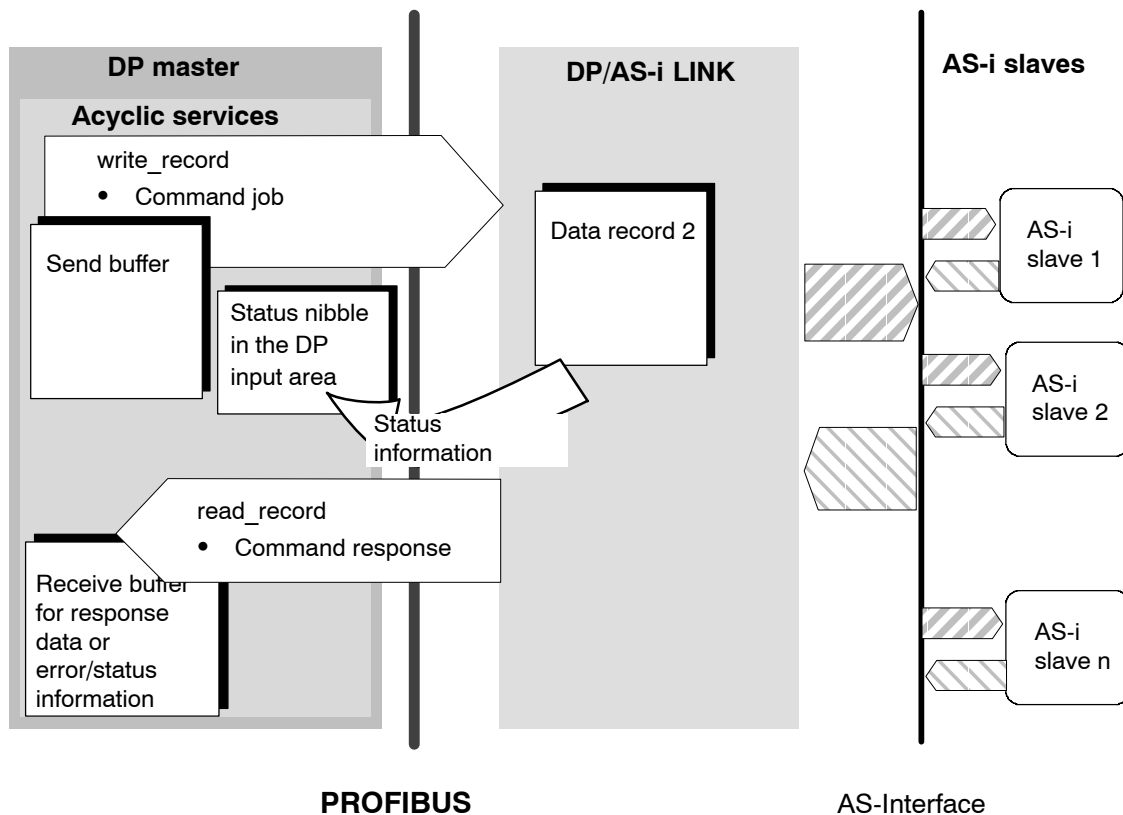 DP master
DP/AS-i LINK
AS-i slaves
Acyclic services
write_record
• Command job
Send buffer
Status nibble
in the DP
input area
Data record 2
AS-i
slave 1
AS-i
slave 2
Status
information
read_record
• Command response
Receive buffer
for response
data or
error/status
information
AS-i
slave n
PROFIBUS
AS-Interface